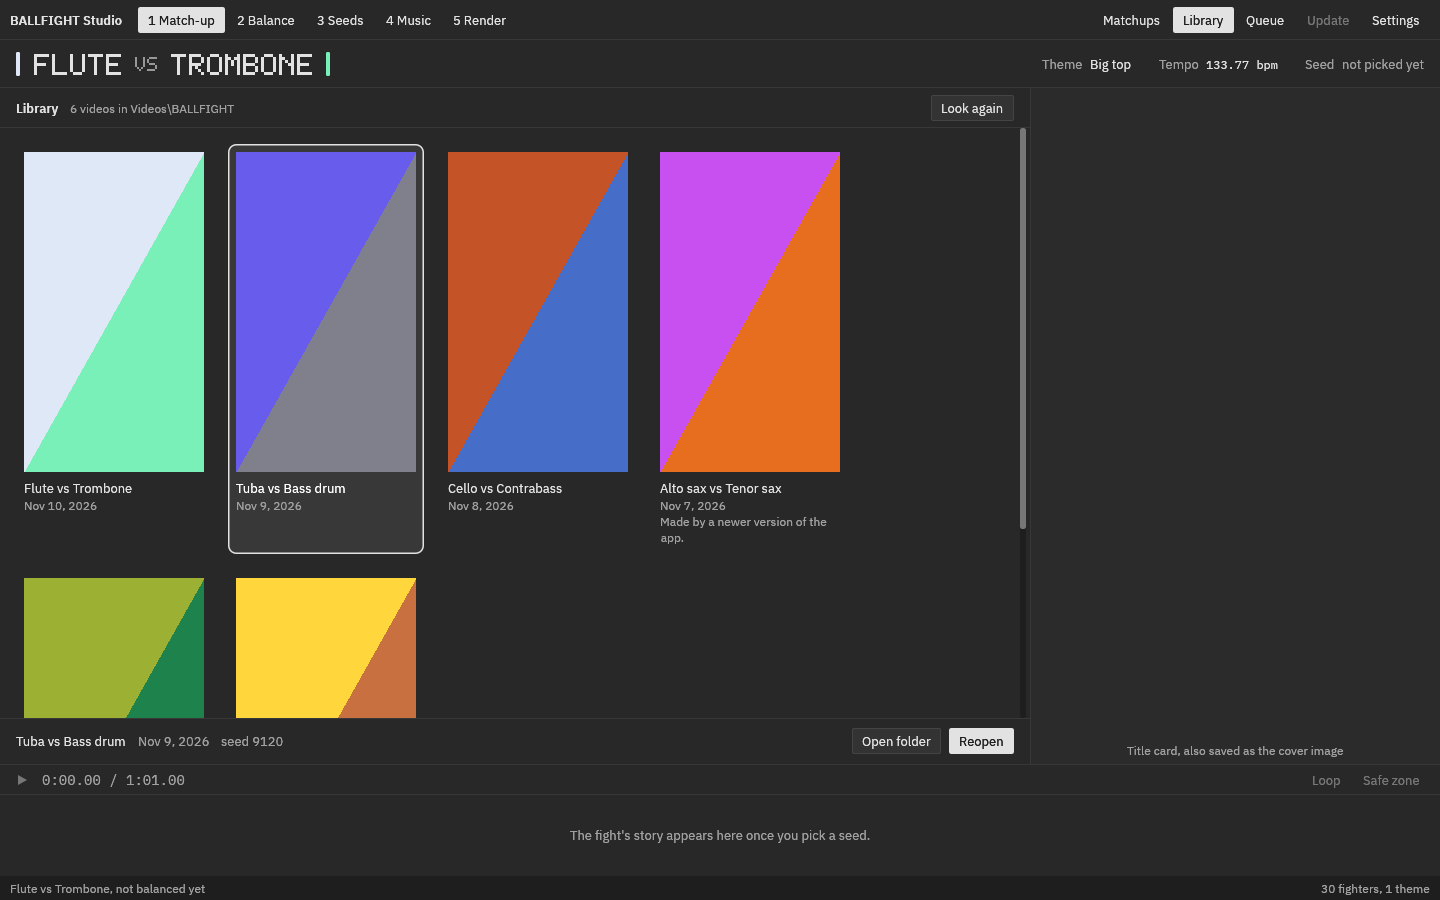 BALLFIGHT Studio
1 Match-up
2 Balance
3 Seeds
4 Music
5 Render
Matchups
Library
Queue
Update
Settings
FLUTE VS TROMBONE
Theme Big top
Tempo 133.77 bpm
Seed not picked yet
Library
6 videos in Videos\BALLFIGHT
Look again
Flute vs Trombone
Nov 10, 2026
Tuba vs Bass drum
Nov 9, 2026
Cello vs Contrabass
Nov 8, 2026
Alto sax vs Tenor sax
Nov 7, 2026
Made by a newer version of the
app.
Tuba vs Bass drum
Nov 9, 2026
seed 9120
Open folder
Reopen
Title card, also saved as the cover image
0:00.00 / 1:01.00
Loop
Safe zone
The fight's story appears here once you pick a seed.
Flute vs Trombone, not balanced yet
30 fighters, 1 theme